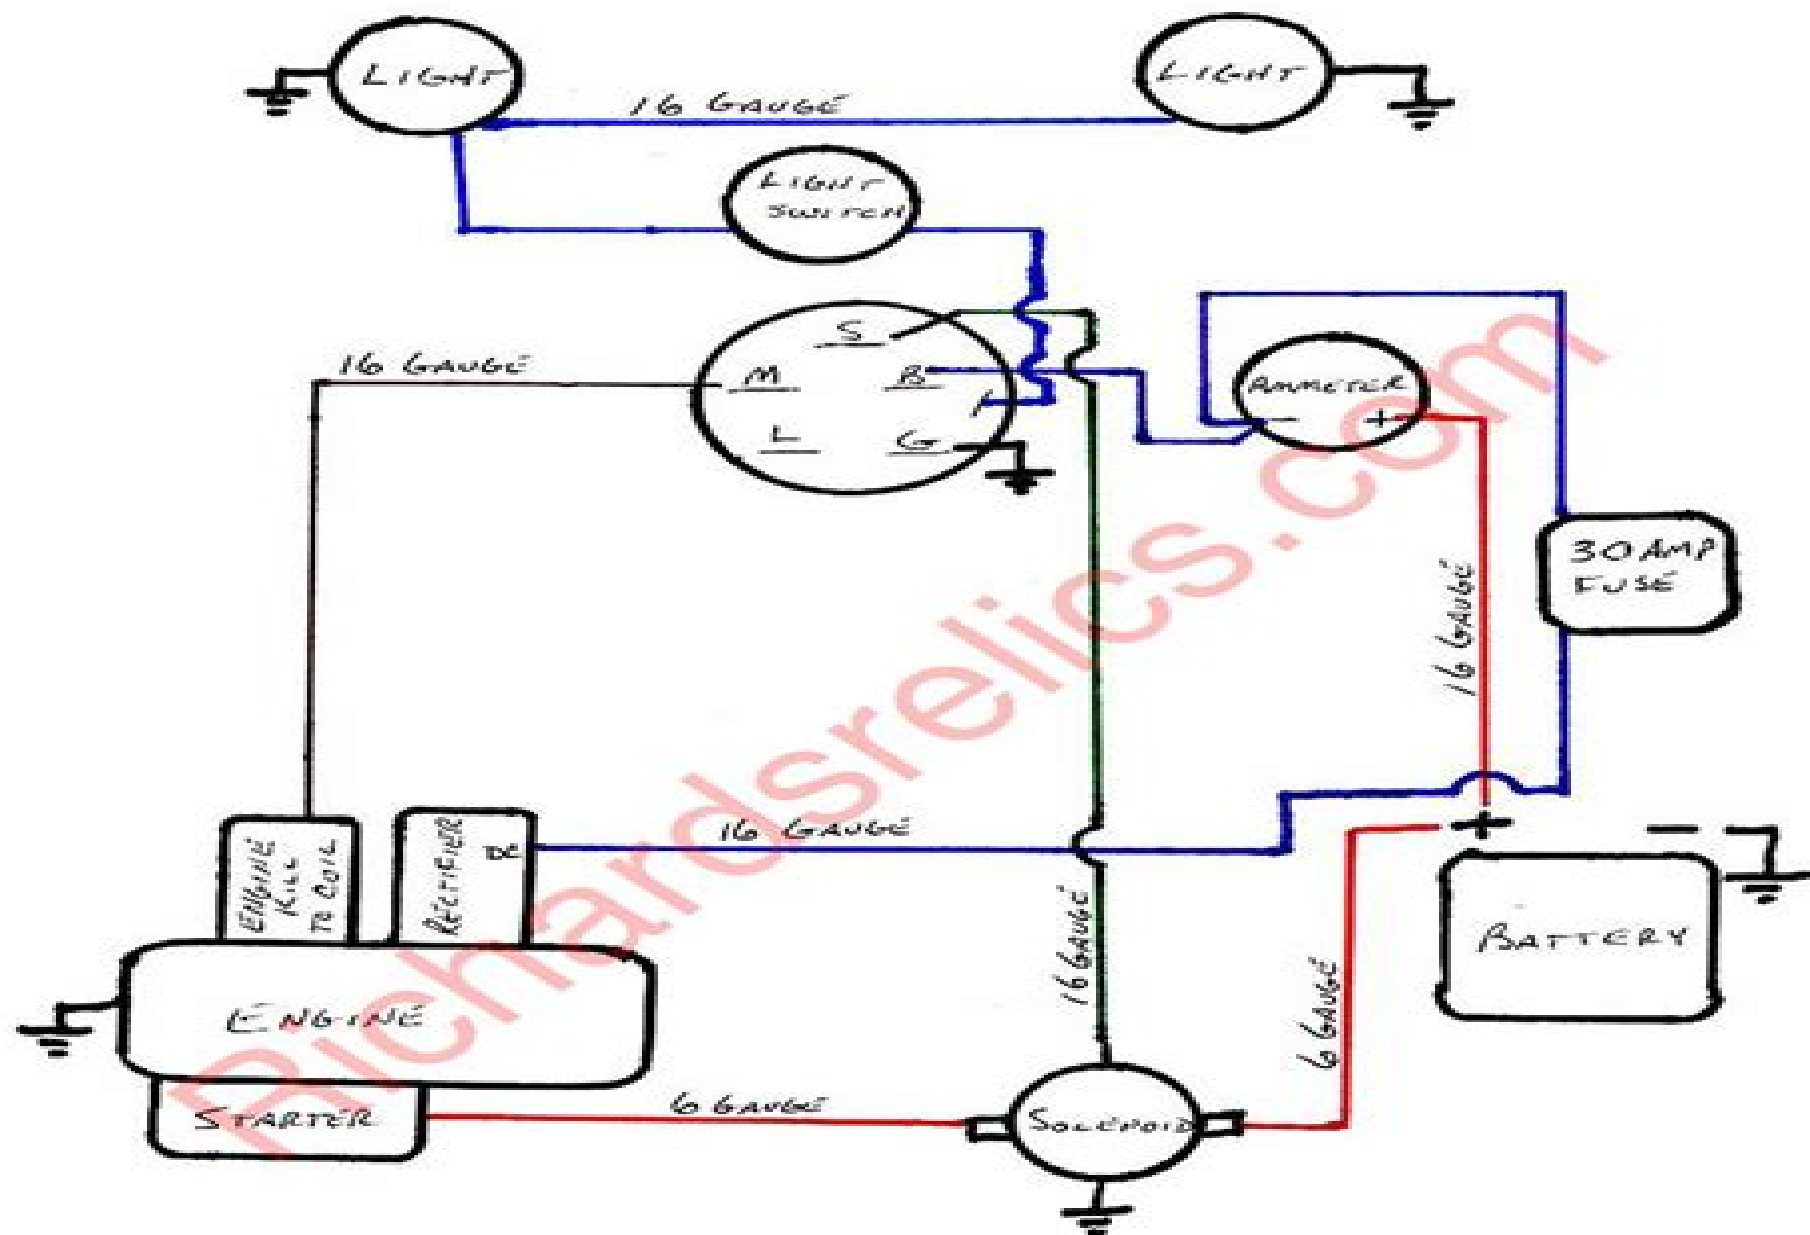 LIGHT
LIGHT
16 GAUGE
LIGHT
SWITCH
S
16 GAUGE
M
B
A
L
G
AMMETER
- +
30 AMP
FUSE
16 GAUGE
16 GAUGE
+ -
ENGINE
KILL
TO COIL
RECTIFIER
DC
16 GAUGE
6 GAUGE
BATTERY
ENGINE
STARTER
6 GAUGE
SOLENOID
Richardsrelics.com